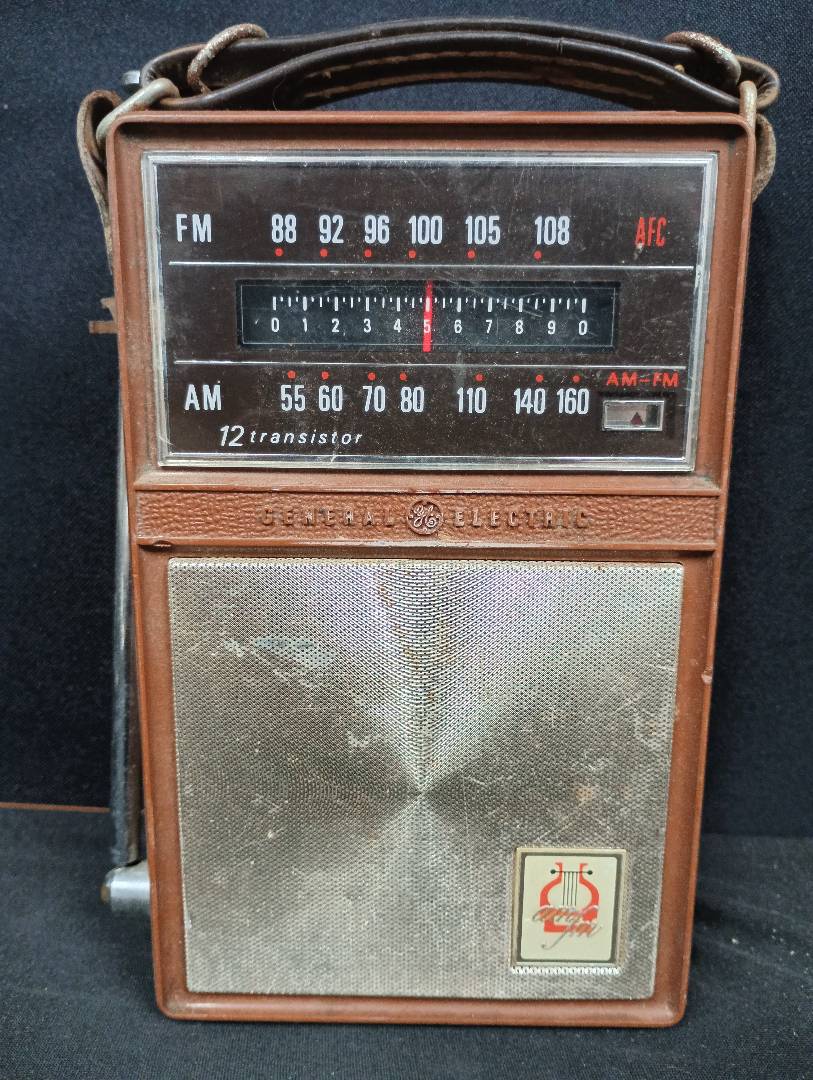 FM 88 92 96 100 105 108 AFC
0 1 2 3 4 5 6 7 8 9 0
AM-FM
AM 55 60 70 80 110 140 160
12 transistor
GENERAL GE ELECTRIC